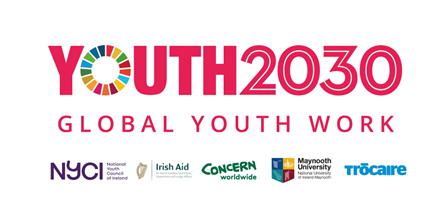 YOUTH2030
GLOBAL YOUTH WORK
NYCI
National
Youth
Council
of Ireland
Irish Aid
CONCERN
worldwide
Maynooth
University
National University
of Ireland Maynooth
Trócaire